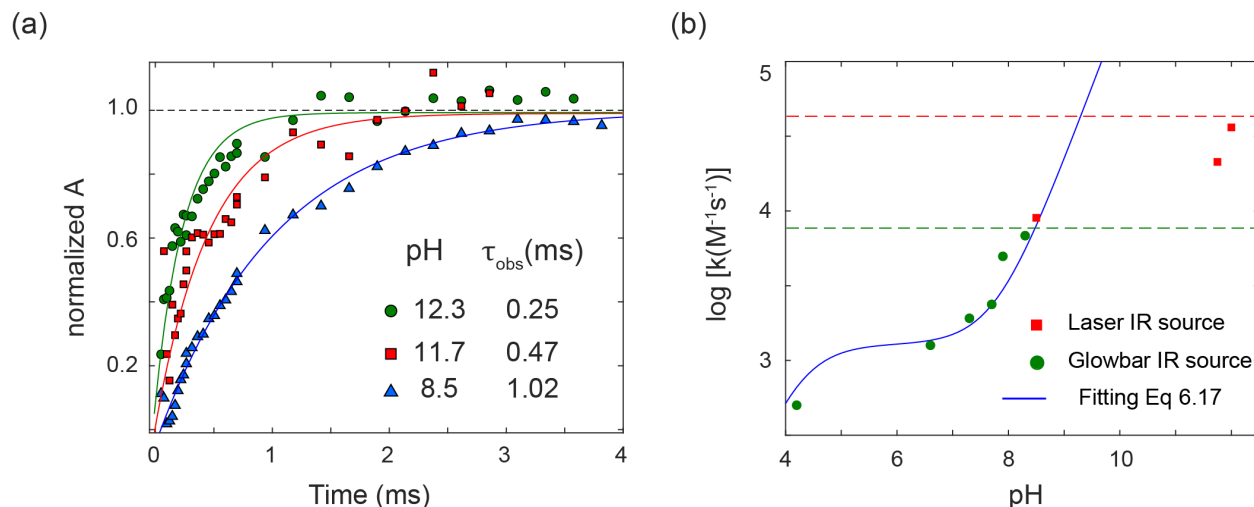 (a)
normalized A
1.0
0.6
0.2
0 1 2 3 4
Time (ms)
pH τobs(ms)
12.3 0.25
11.7 0.47
8.5 1.02
(b)
log [k(M⁻¹s⁻¹)]
5
4
3
4 6 8 10
pH
Laser IR source
Glowbar IR source
Fitting Eq 6.17